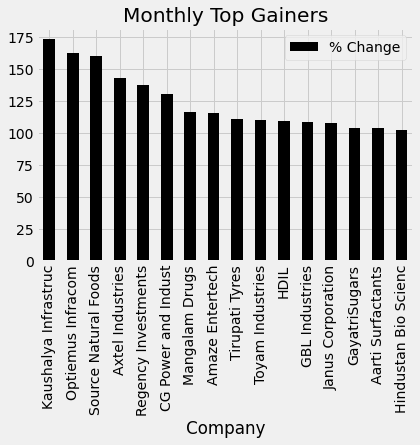 Monthly Top Gainers
% Change
175
150
125
100
75
50
25
0
Kaushalya Infrastruc
Optiemus Infracom
Source Natural Foods
Axtel Industries
Regency Investments
CG Power and Indust
Mangalam Drugs
Amaze Entertech
Tirupati Tyres
Toyam Industries
HDIL
GBL Industries
Janus Corporation
GayatriSugars
Aarti Surfactants
Hindustan Bio Scienc
Company